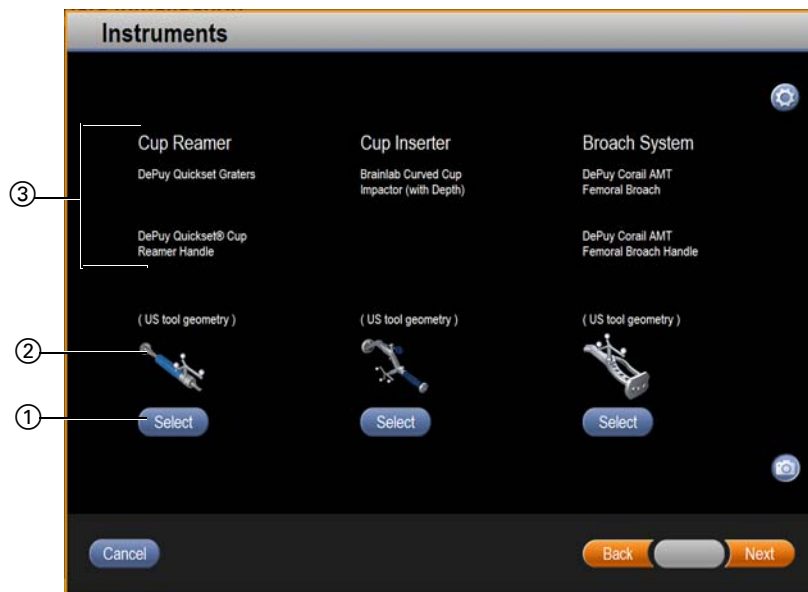 Instruments
Cup Reamer
Cup Inserter
Broach System
DePuy Quickset Graters
Brainlab Curved Cup
Impactor (with Depth)
DePuy Corail AMT
Femoral Broach
③
DePuy Quickset® Cup
Reamer Handle
DePuy Corail AMT
Femoral Broach Handle
( US tool geometry )
( US tool geometry )
( US tool geometry )
②
①
Select
Select
Select
Cancel
Back
Next